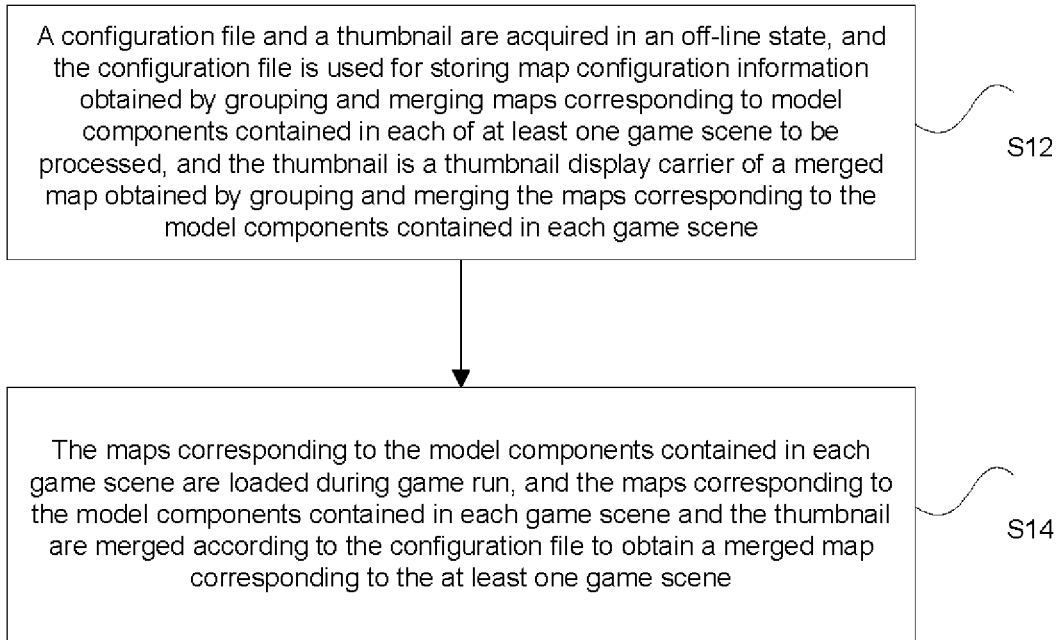 A configuration file and a thumbnail are acquired in an off-line state, and
the configuration file is used for storing map configuration information
obtained by grouping and merging maps corresponding to model
components contained in each of at least one game scene to be
processed, and the thumbnail is a thumbnail display carrier of a merged
map obtained by grouping and merging the maps corresponding to the
model components contained in each game scene
S12
The maps corresponding to the model components contained in each
game scene are loaded during game run, and the maps corresponding to
the model components contained in each game scene and the thumbnail
are merged according to the configuration file to obtain a merged map
corresponding to the at least one game scene
S14